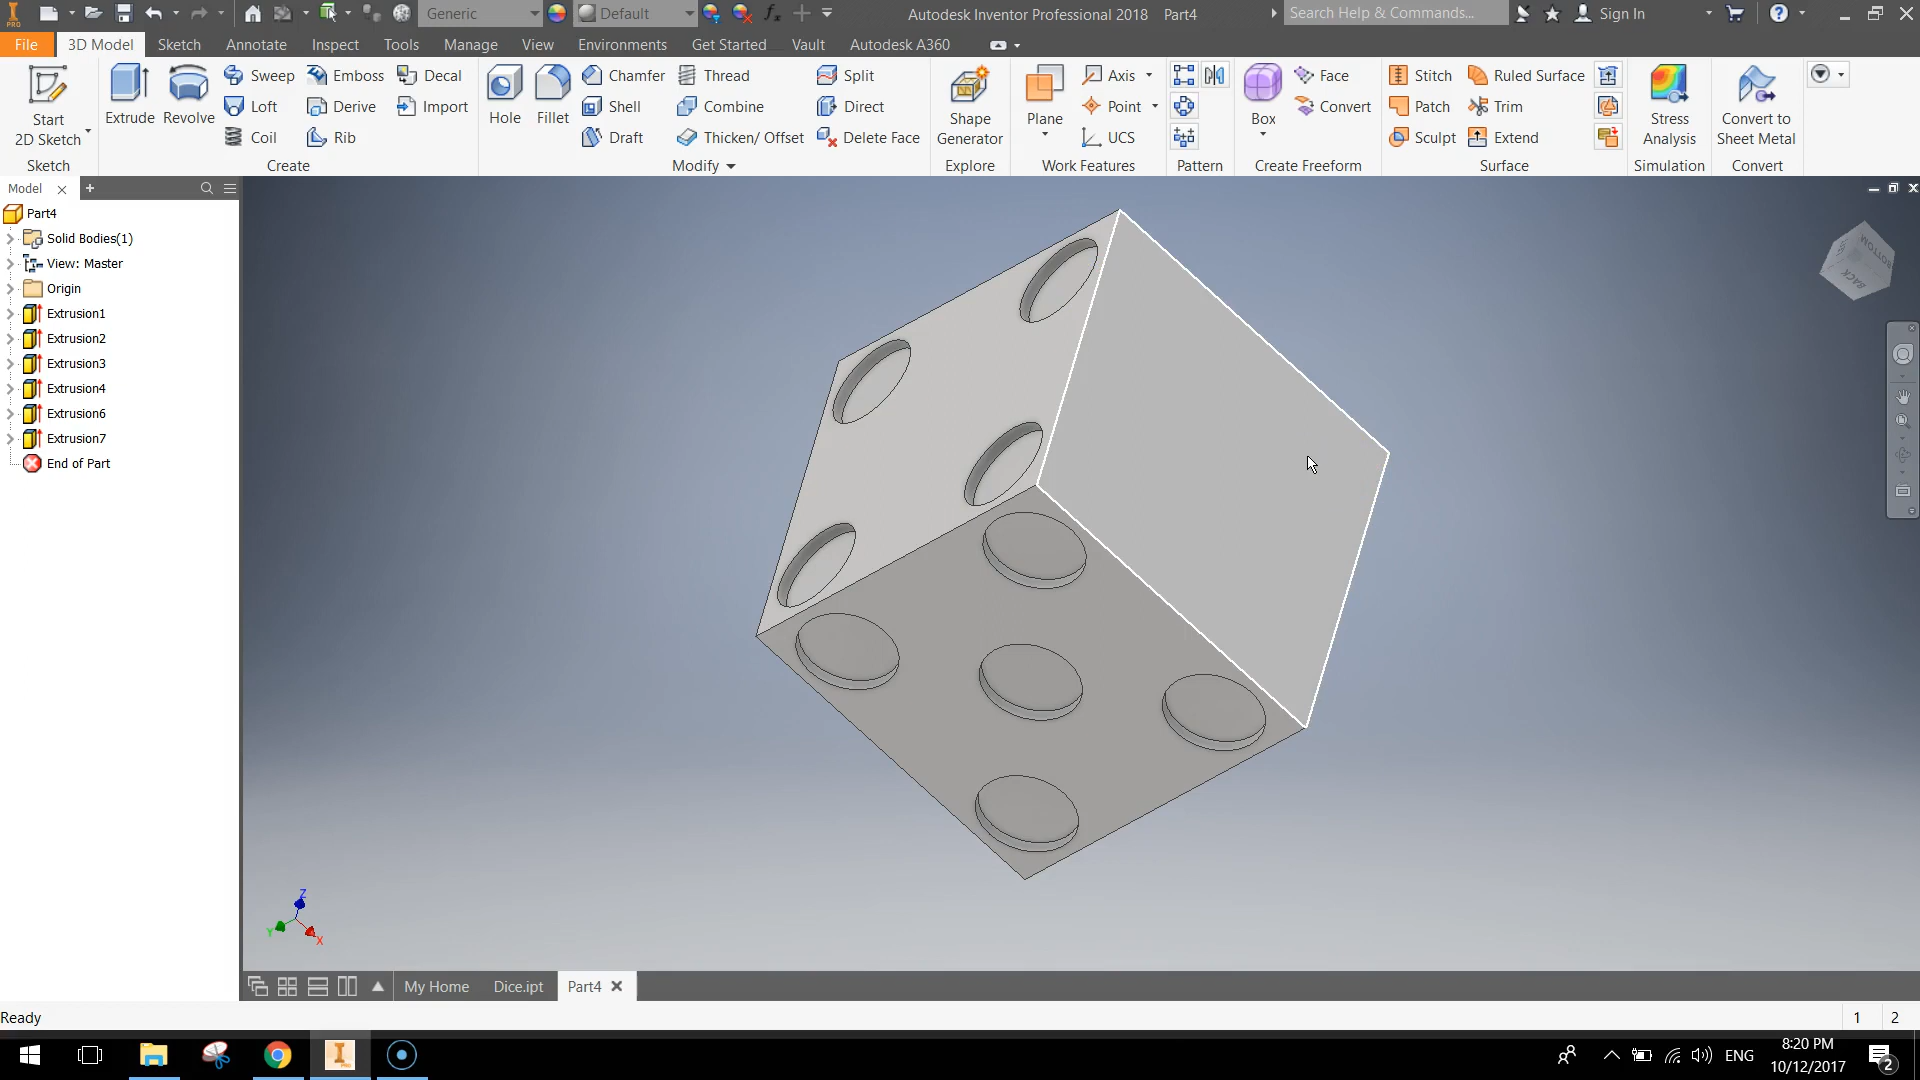 PRO
Generic
Default
Autodesk Inventor Professional 2018 Part4
Search Help & Commands...
Sign In
File 3D Model Sketch Annotate Inspect Tools Manage View Environments Get Started Vault Autodesk A360
Start
2D Sketch
Sketch
Extrude
Revolve
Sweep
Loft
Coil
Emboss
Derive
Rib
Decal
Import
Create
Hole
Fillet
Chamfer
Shell
Draft
Thread
Combine
Thicken/ Offset
Split
Direct
Delete Face
Modify
Shape
Generator
Explore
Plane
Axis
Point
UCS
Work Features
Pattern
Box
Face
Convert
Create Freeform
Stitch
Patch
Sculpt
Ruled Surface
Trim
Extend
Surface
Stress
Analysis
Simulation
Convert to
Sheet Metal
Convert
Model
Part4
Solid Bodies(1)
View: Master
Origin
Extrusion1
Extrusion2
Extrusion3
Extrusion4
Extrusion6
Extrusion7
End of Part
BOTTOM
BACK
Z
Y
X
My Home Dice.ipt Part4
Ready
1 2
ENG
8:20 PM
10/12/2017
2